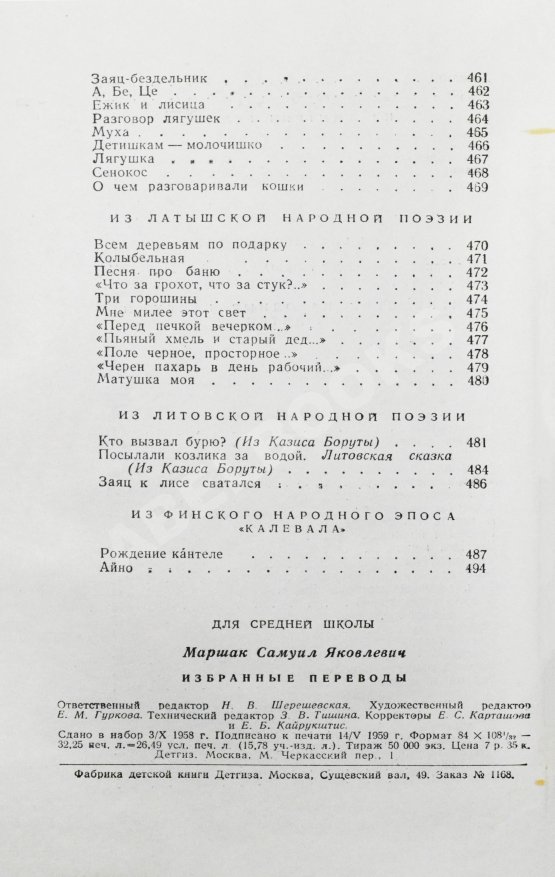 Заяц-бездельник . . . . . . . . . . . . . 461
А, Бе, Це . . . . . . . . . . . . . . . 462
Ежик и лисица . . . . . . . . . . . . . 463
Разговор лягушек . . . . . . . . . . . . 464
Муха . . . . . . . . . . . . . . . . . 465
Детишкам — молочишко . . . . . . . . . 466
Лягушка . . . . . . . . . . . . . . . . 467
Сенокос . . . . . . . . . . . . . . . . 468
О чем разговаривали кошки . . . . . . . 469
ИЗ ЛАТЫШСКОЙ НАРОДНОЙ ПОЭЗИИ
Всем деревьям по подарку . . . . . . . . 470
Колыбельная . . . . . . . . . . . . . . 471
Песня про баню . . . . . . . . . . . . . 472
«Что за грохот, что за стук?..» . . . . . . 473
Три горошины . . . . . . . . . . . . . 474
Мне милее этот свет . . . . . . . . . . 475
«Перед печкой вечерком...» . . . . . . . 476
«Пьяный хмель и старый дед...» . . . . . 477
«Поле черное, просторное...» . . . . . . . 478
«Черен пахарь в день рабочий...» . . . . . 479
Матушка моя . . . . . . . . . . . . . . 480
ИЗ ЛИТОВСКОЙ НАРОДНОЙ ПОЭЗИИ
Кто вызвал бурю? (Из Казиса Боруты) . . . . 481
Посылали козлика за водой. Литовская сказка
(Из Казиса Боруты) . . . . . . . . . . 484
Заяц к лисе сватался . . . . . . . . . . 486
ИЗ ФИНСКОГО НАРОДНОГО ЭПОСА
«КАЛЕВАЛА»
Рождение кáнтеле . . . . . . . . . . . 487
Айно . . . . . . . . . . . . . . . . . 494
ДЛЯ СРЕДНЕЙ ШКОЛЫ
Маршак Самуил Яковлевич
ИЗБРАННЫЕ ПЕРЕВОДЫ
Ответственный редактор Н. В. Шерешевская. Художественный редактор
Е. М. Гуркова. Технический редактор З. В. Тишина. Корректоры Е. С. Карташова
и Е. Б. Кайрукштис.
Сдано в набор 3/X 1958 г. Подписано к печати 14/V 1959 г. Формат 84 × 108¹/₃₂ —
32,25 печ. л.=26,49 усл. печ. л (15,78 уч.-изд. л.). Тираж 50 000 экз. Цена 7 р. 35 к.
Детгиз. Москва, М. Черкасский пер., 1
Фабрика детской книги Детгиза. Москва, Сущевский вал, 49. Заказ № 1168.